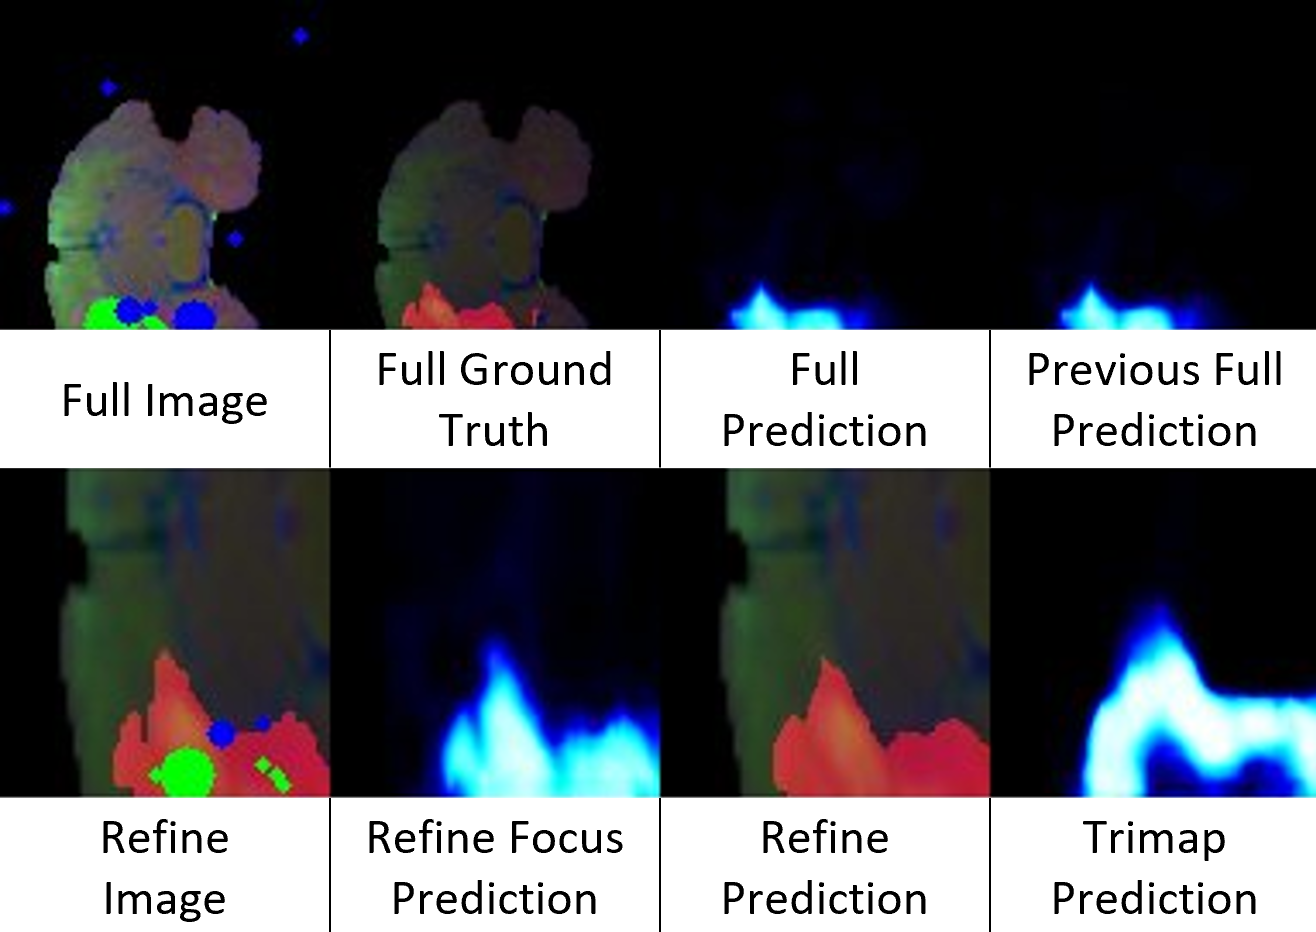 Full Image
Full Ground
Truth
Full
Prediction
Previous Full
Prediction
Refine
Image
Refine Focus
Prediction
Refine
Prediction
Trimap
Prediction